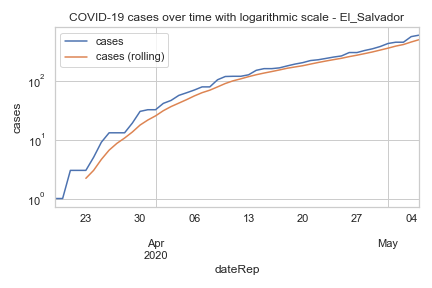 COVID-19 cases over time with logarithmic scale - El_Salvador
cases
cases (rolling)
cases
10²
10¹
10⁰
23 30 06 13 20 27 04
Apr May
2020
dateRep